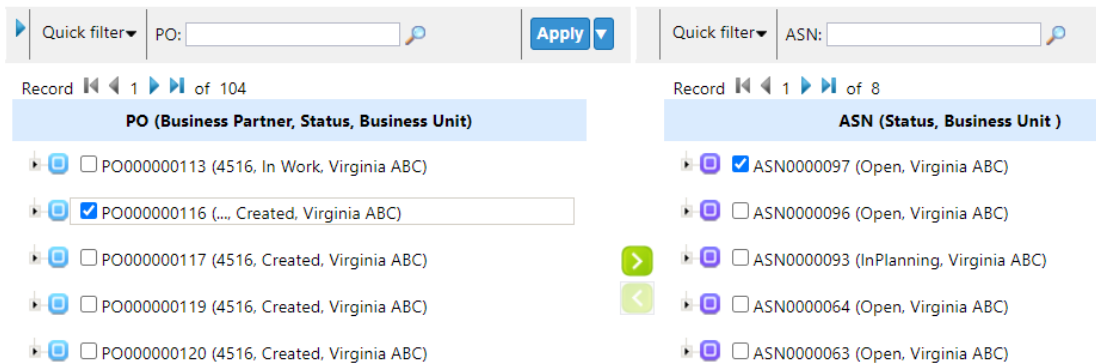 Quick filter PO: Apply Quick filter ASN:
Record 1 of 104 Record 1 of 8
PO (Business Partner, Status, Business Unit) ASN (Status, Business Unit )
PO000000113 (4516, In Work, Virginia ABC) ASN0000097 (Open, Virginia ABC)
PO000000116 (..., Created, Virginia ABC) ASN0000096 (Open, Virginia ABC)
PO000000117 (4516, Created, Virginia ABC) ASN0000093 (InPlanning, Virginia ABC)
PO000000119 (4516, Created, Virginia ABC) ASN0000064 (Open, Virginia ABC)
PO000000120 (4516, Created, Virginia ABC) ASN0000063 (Open, Virginia ABC)